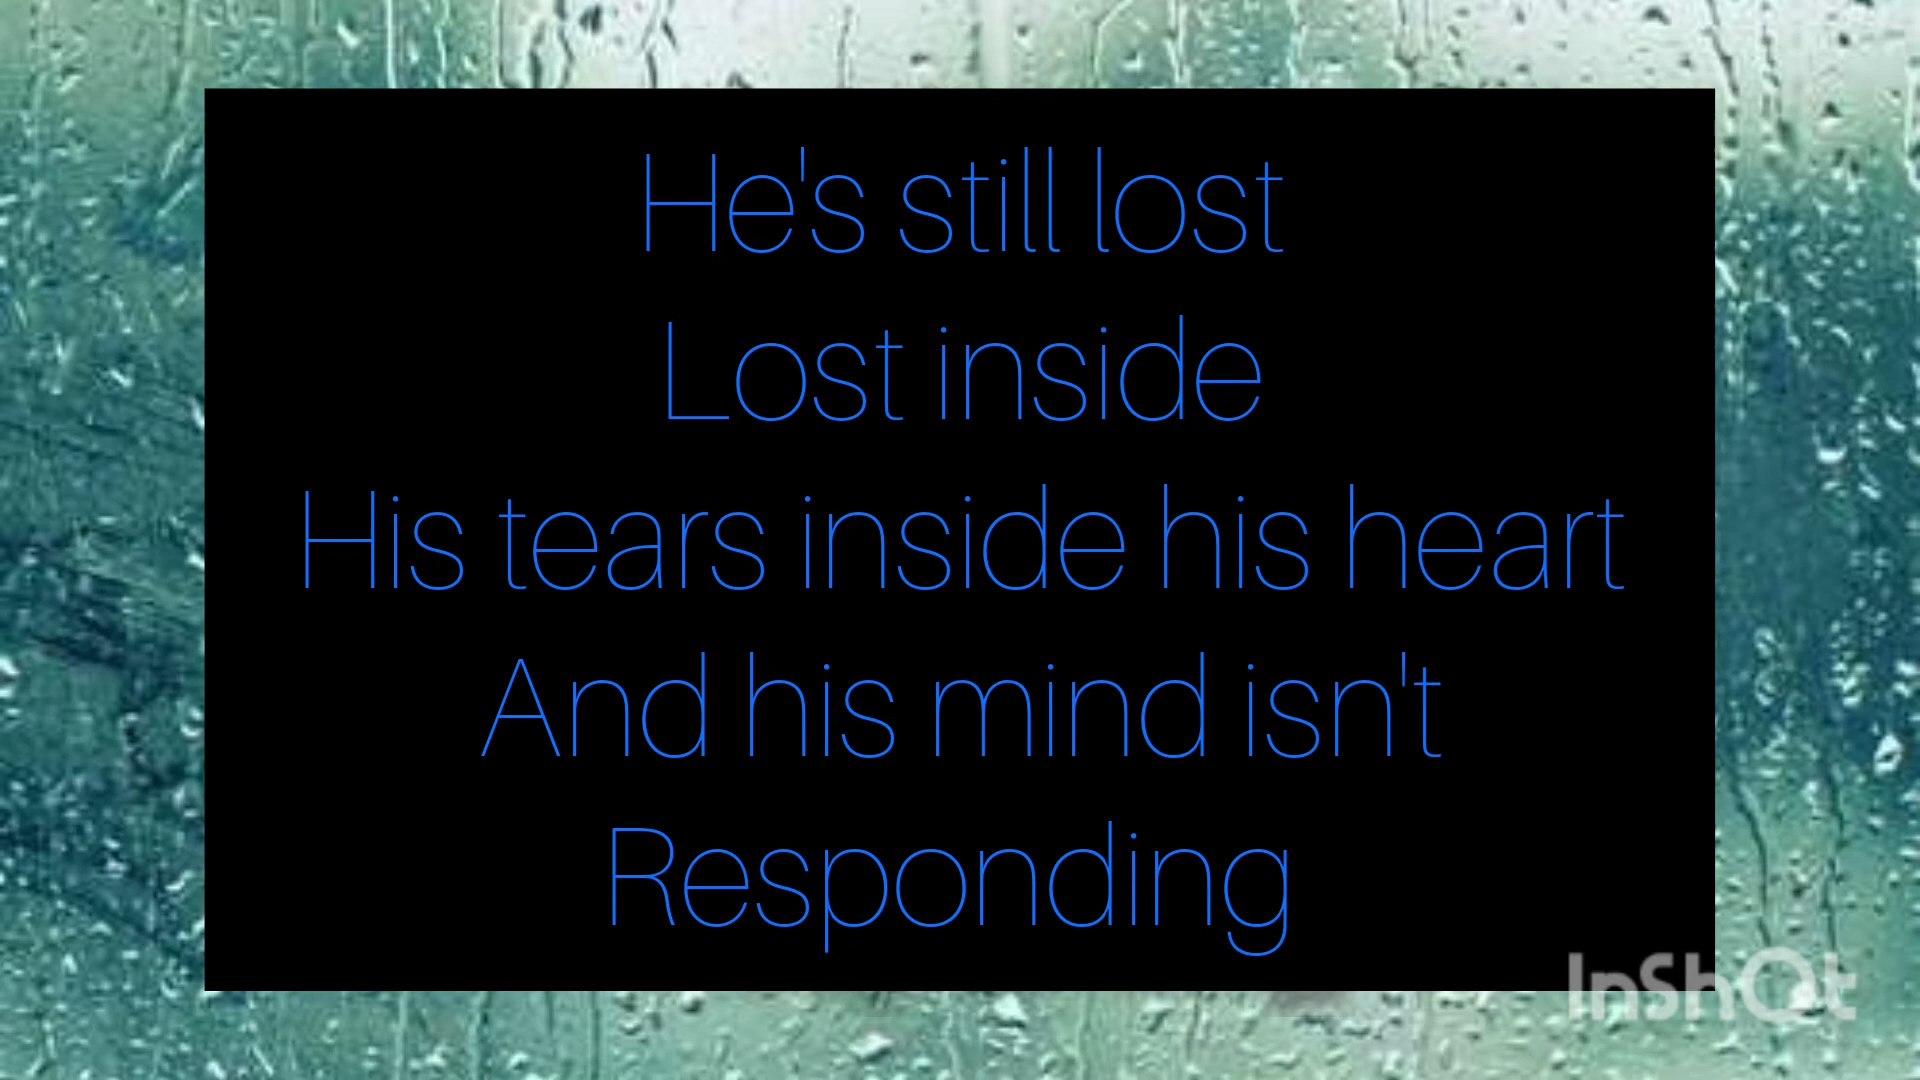 He's still lost
Lost inside
His tears inside his heart
And his mind isn't
Responding
InShOt